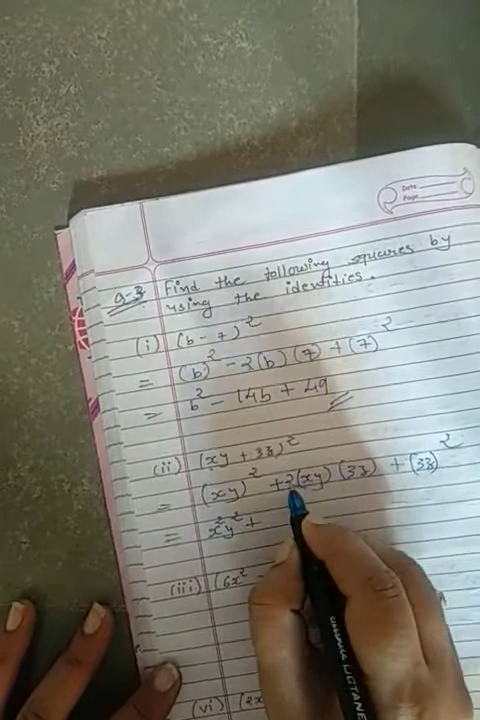 Date
Page
Q-3 Find the following squares by
using the identities.
(i) (b - 7)²
= (b)² - 2(b)(7) + (7)²
= b² - 14b + 49
(ii) (xy + 3z)²
= (xy)² + 2(xy)(3z) + (3z)²
= x²y² +
(iii) (6x²
(vi) (2x